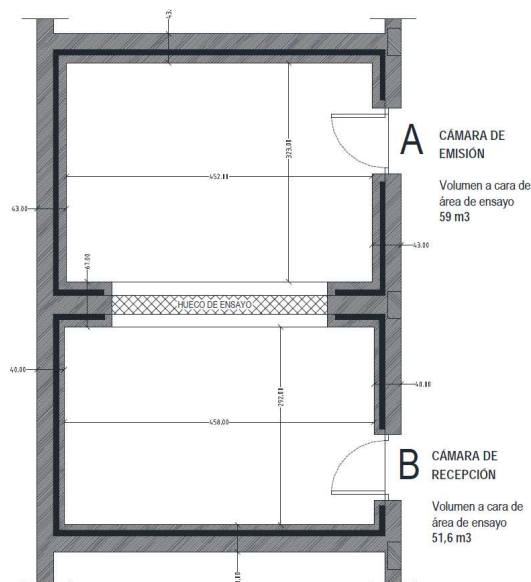 43.
A
CÁMARA DE
EMISIÓN
323.00
Volumen a cara de
área de ensayo
59 m3
452.00
43.00
43.00
67.00
HUECO DE ENSAYO
40.00
40.00
292.00
458.00
B
CÁMARA DE
RECEPCIÓN
Volumen a cara de
área de ensayo
51,6 m3